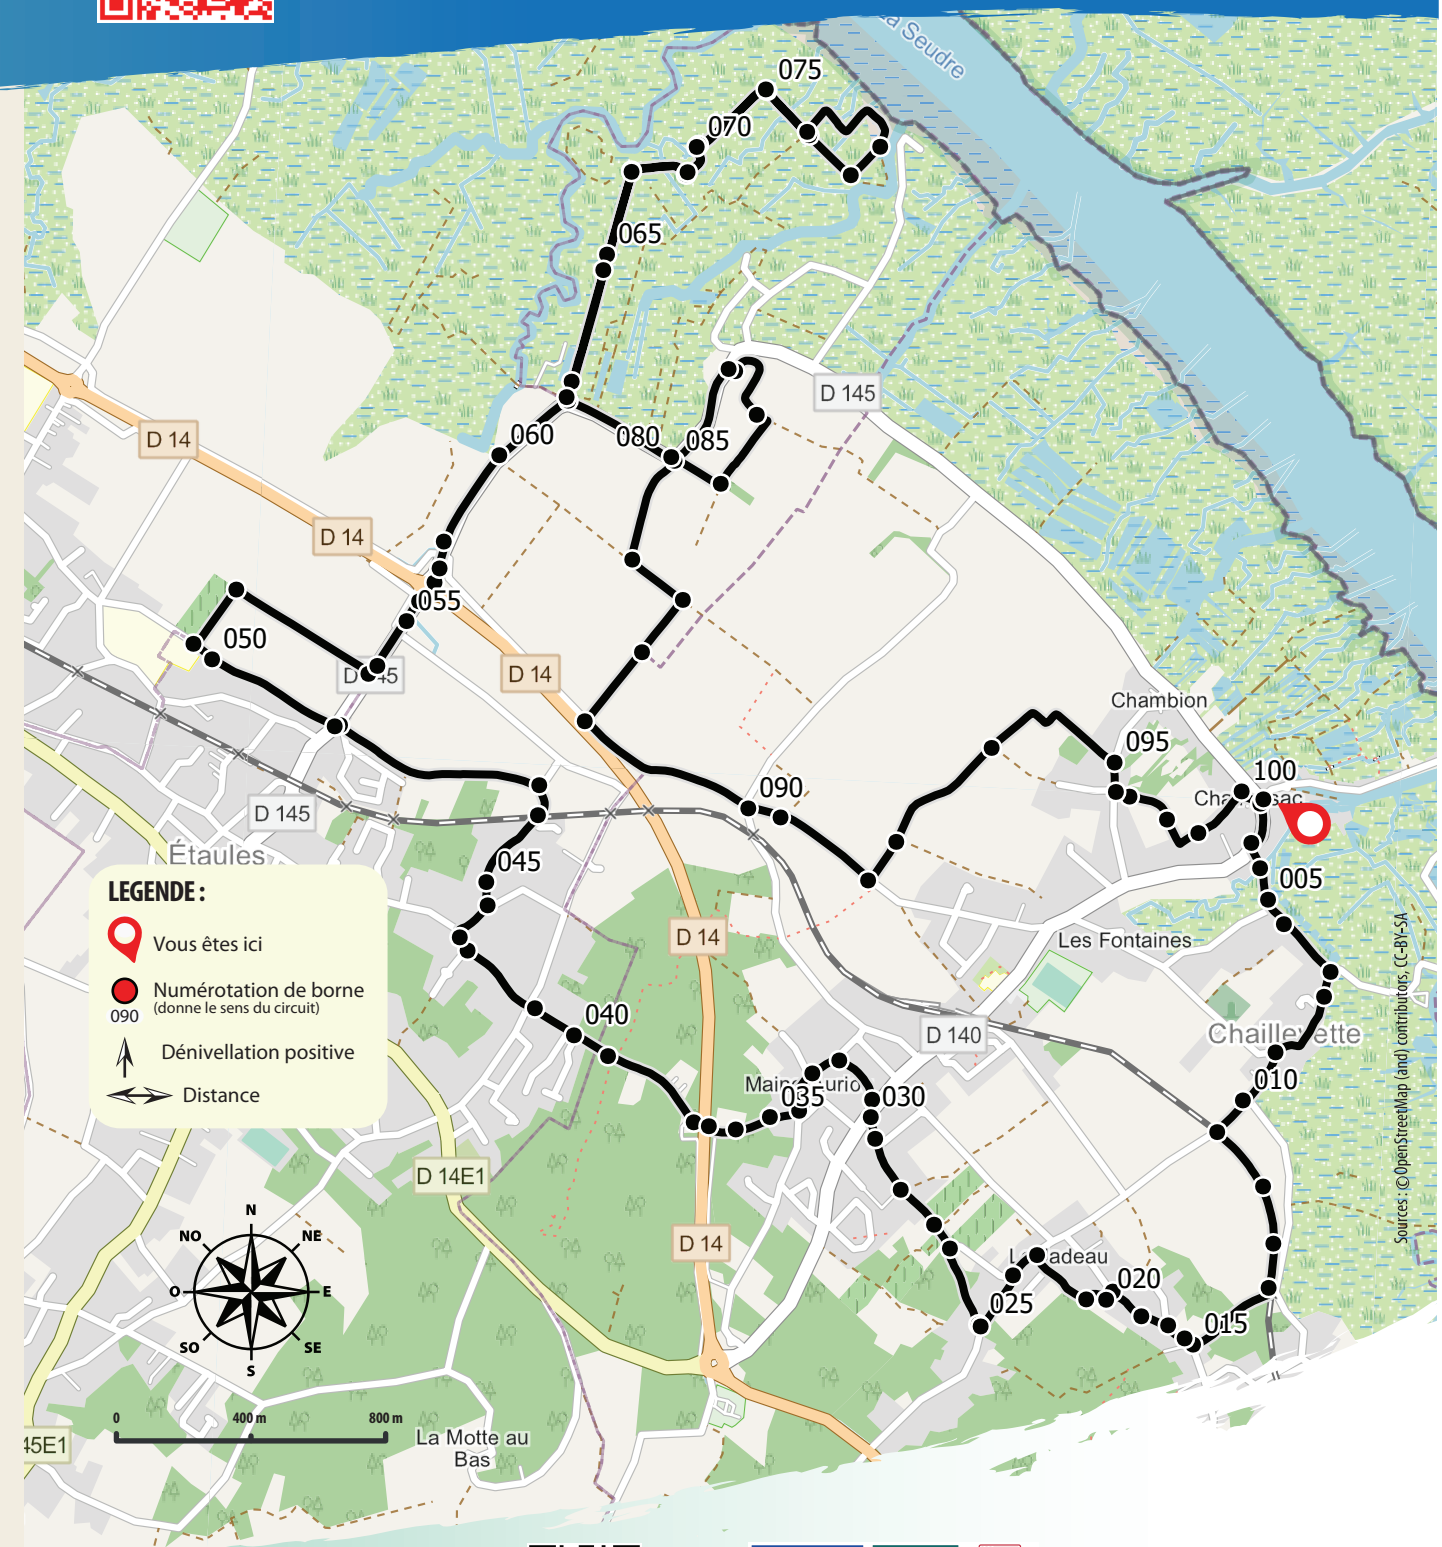 La Seudre
075
070
065
D 145
060
080
085
D 14
D 14
055
050
D 14
D 145
Chambion
095
100
090
D 145
Étaules
045
005
LEGENDE :
Vous êtes ici
Numérotation de borne
(donne le sens du circuit)
090
Dénivellation positive
Distance
D 14
Les Fontaines
040
D 140
Chaillevette
010
035
030
D 14E1
D 14
020
025
015
N
NO
NE
O
E
SO
SE
S
0
400 m
800 m
45E1
La Motte au
Bas
Sources : © OpenStreetMap (and) contributors, CC-BY-SA